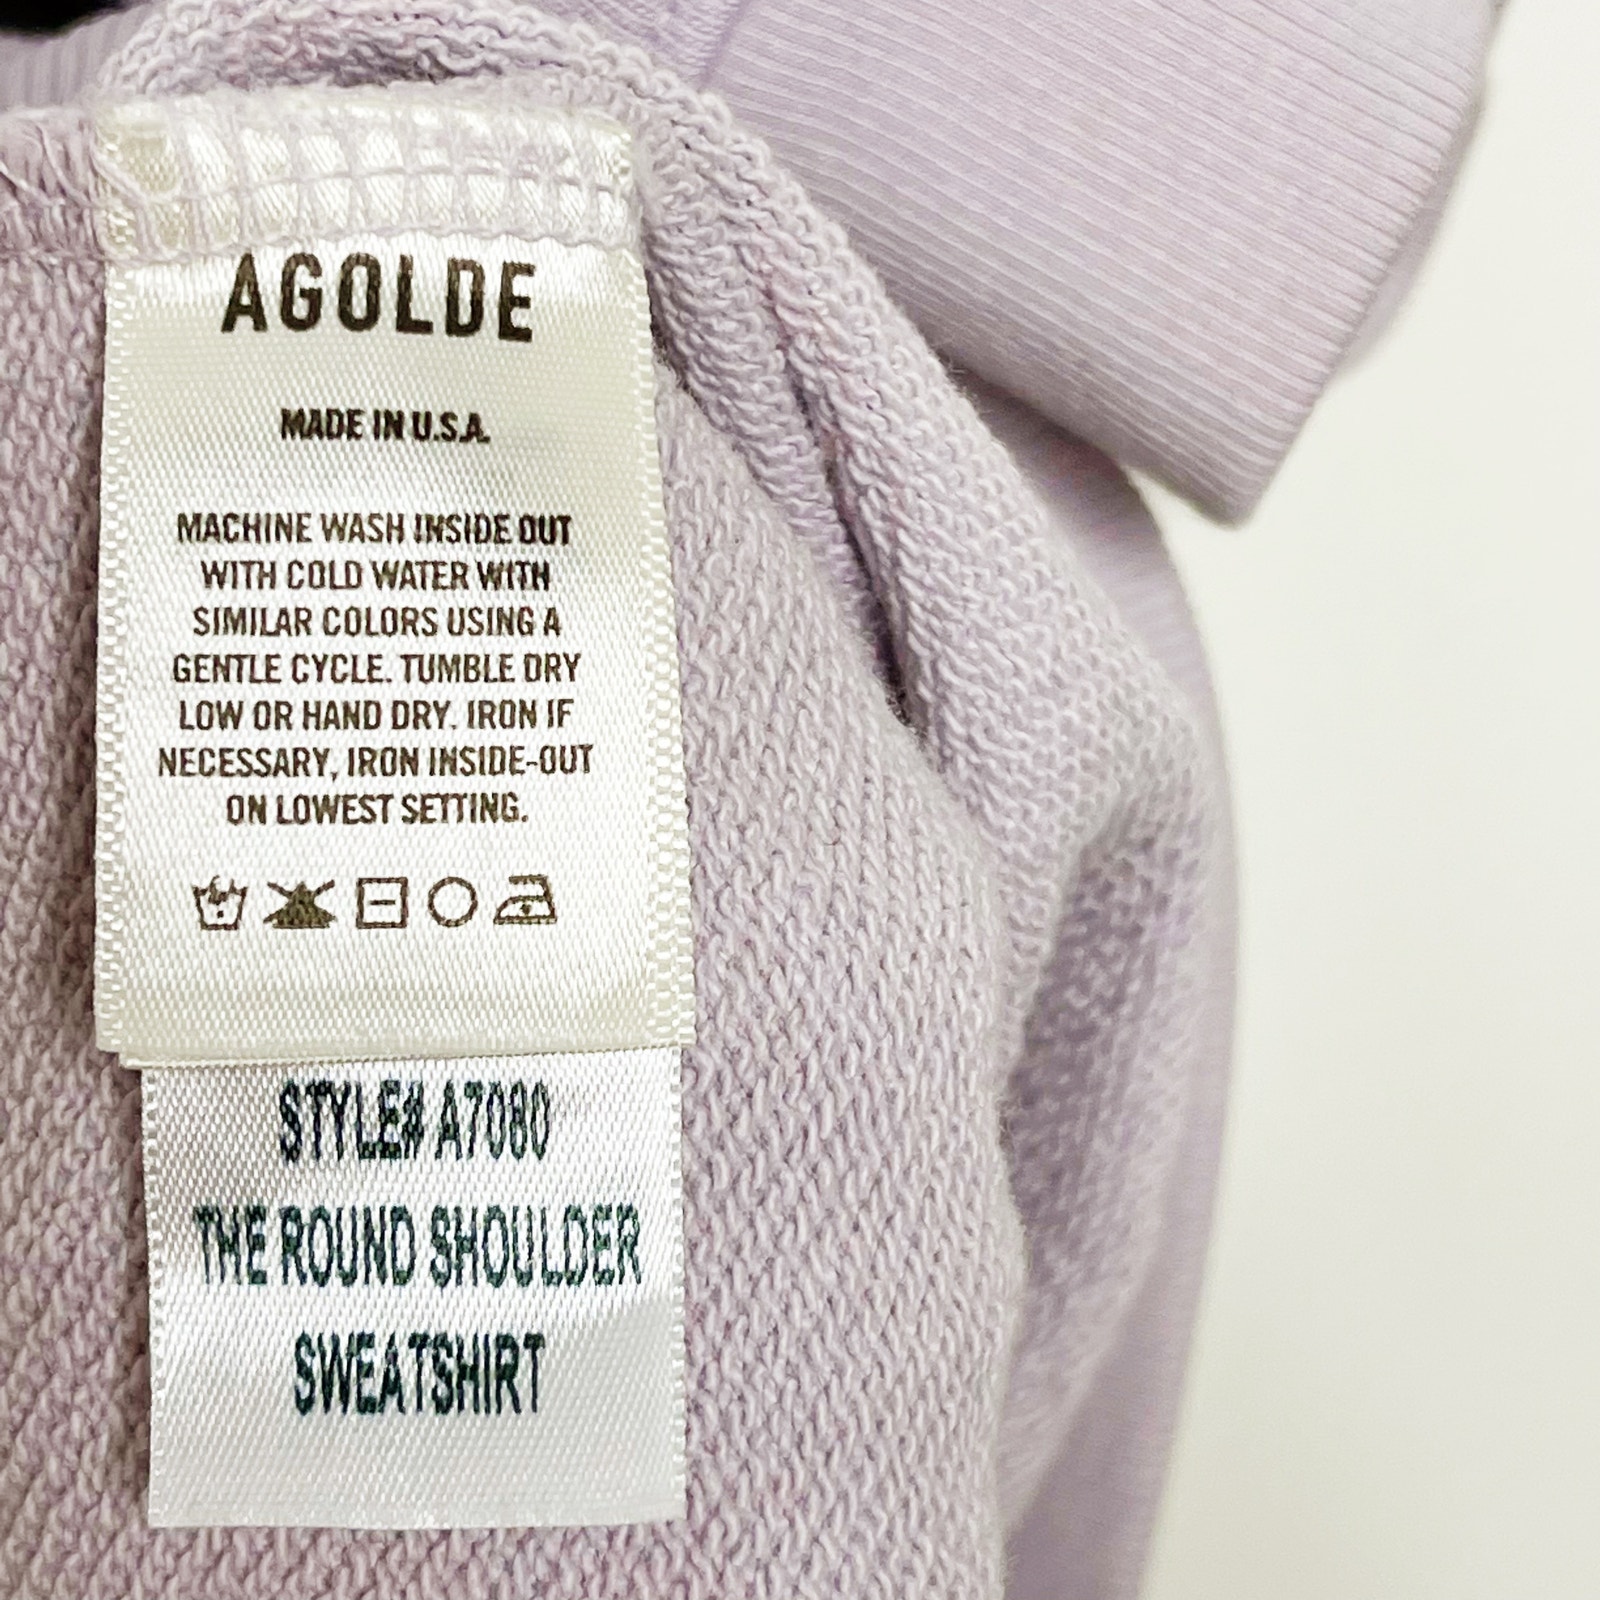 AGOLDE
MADE IN U.S.A.
MACHINE WASH INSIDE OUT
WITH COLD WATER WITH
SIMILAR COLORS USING A
GENTLE CYCLE. TUMBLE DRY
LOW OR HAND DRY. IRON IF
NECESSARY, IRON INSIDE-OUT
ON LOWEST SETTING.
STYLE# A7080
THE ROUND SHOULDER
SWEATSHIRT